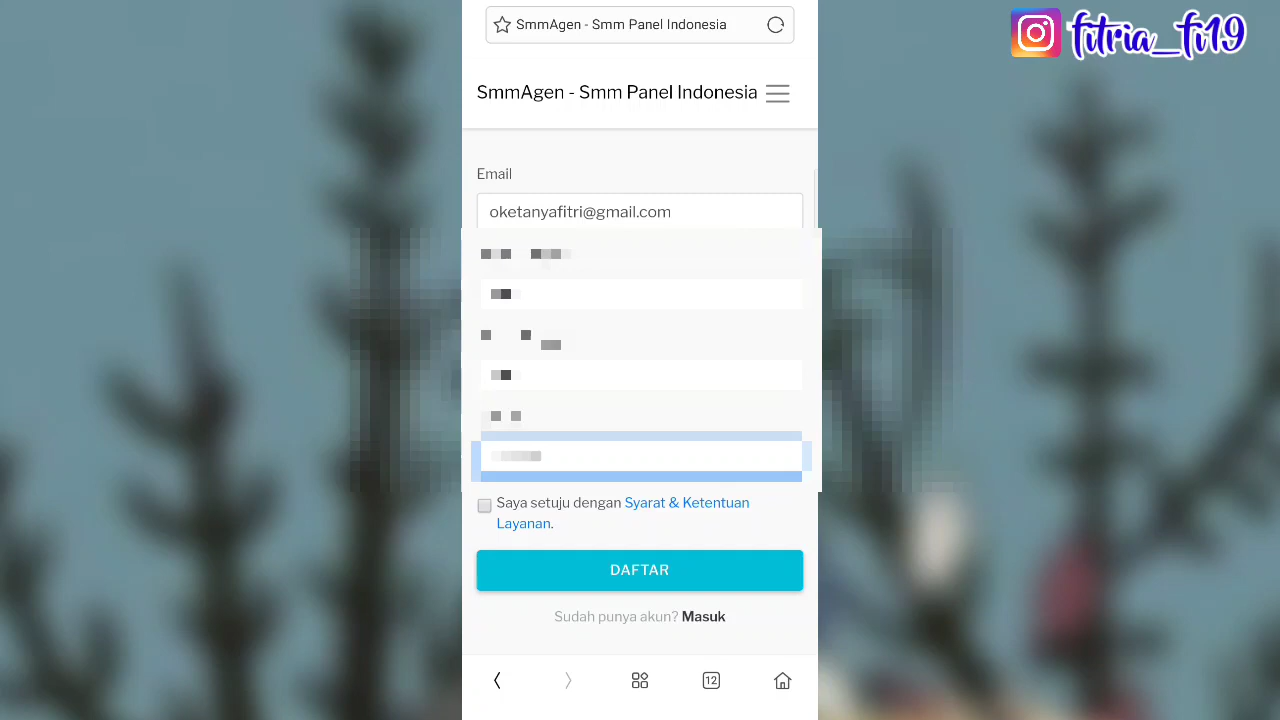 SmmAgen - Smm Panel Indonesia
fitria_fi19
SmmAgen - Smm Panel Indonesia
Email
oketanyafitri@gmail.com
Saya setuju dengan Syarat & Ketentuan
Layanan.
DAFTAR
Sudah punya akun? Masuk
12